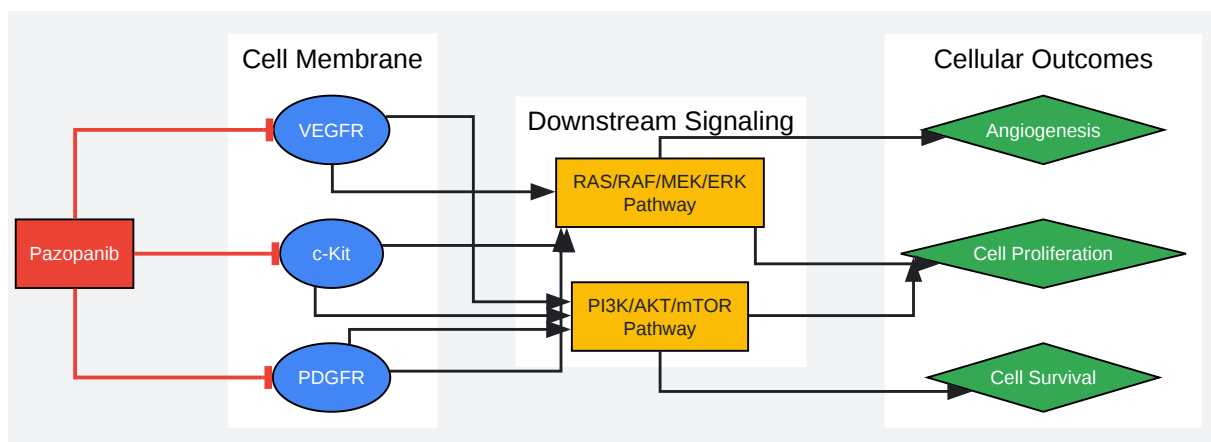 Cell Membrane
Cellular Outcomes
Downstream Signaling
VEGFR
Angiogenesis
RAS/RAF/MEK/ERK
Pathway
Pazopanib
c-Kit
Cell Proliferation
PI3K/AKT/mTOR
Pathway
PDGFR
Cell Survival